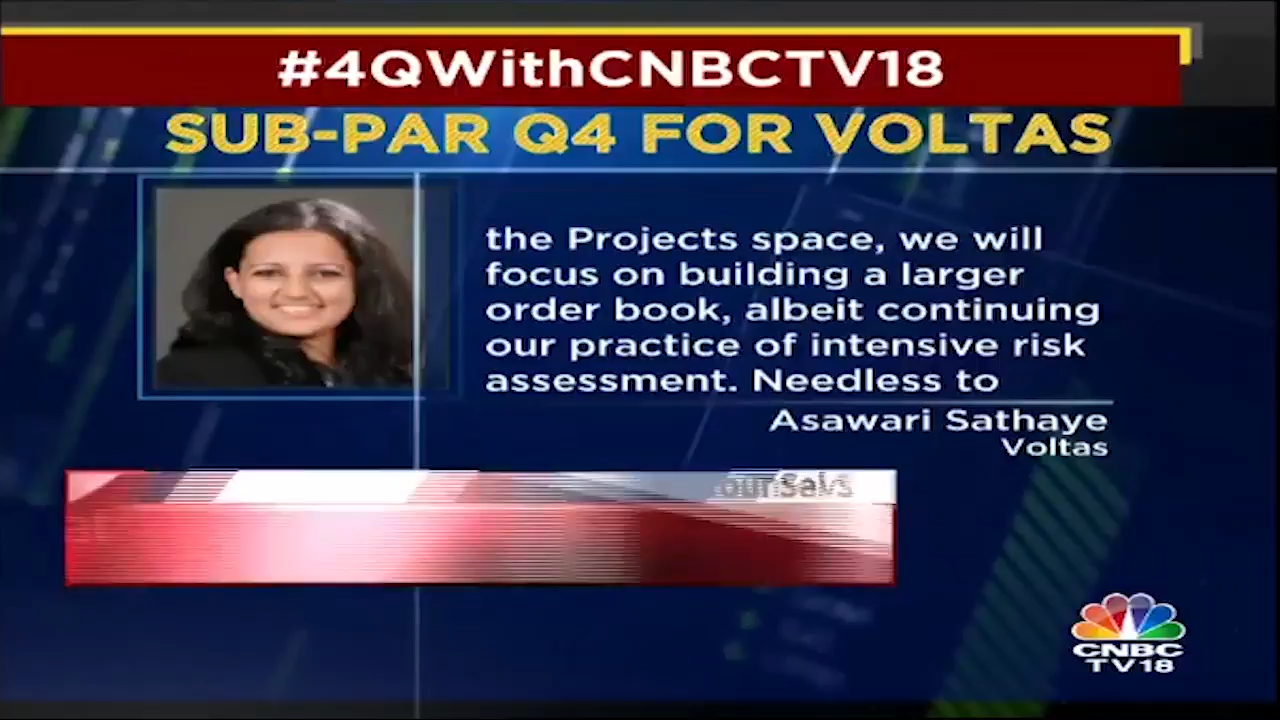 #4QWithCNBCTV18
SUB-PAR Q4 FOR VOLTAS
the Projects space, we will
focus on building a larger
order book, albeit continuing
our practice of intensive risk
assessment. Needless to
Asawari Sathaye
Voltas
CNBC
TV18